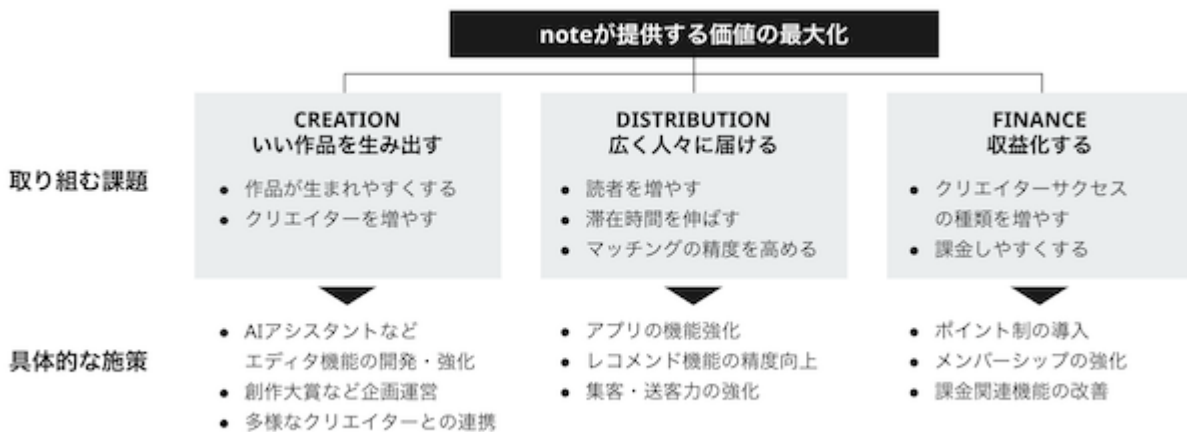 noteが提供する価値の最大化
CREATION
いい作品を生み出す
DISTRIBUTION
広く人々に届ける
FINANCE
収益化する
取り組む課題
• 作品が生まれやすくする
• クリエイターを増やす
• 読者を増やす
• 滞在時間を伸ばす
• マッチングの精度を高める
• クリエイターサクセス
の種類を増やす
• 課金しやすくする
具体的な施策
• AIアシスタントなど
エディタ機能の開発・強化
• 創作大賞など企画運営
• 多様なクリエイターとの連携
• アプリの機能強化
• レコメンド機能の精度向上
• 集客・送客力の強化
• ポイント制の導入
• メンバーシップの強化
• 課金関連機能の改善